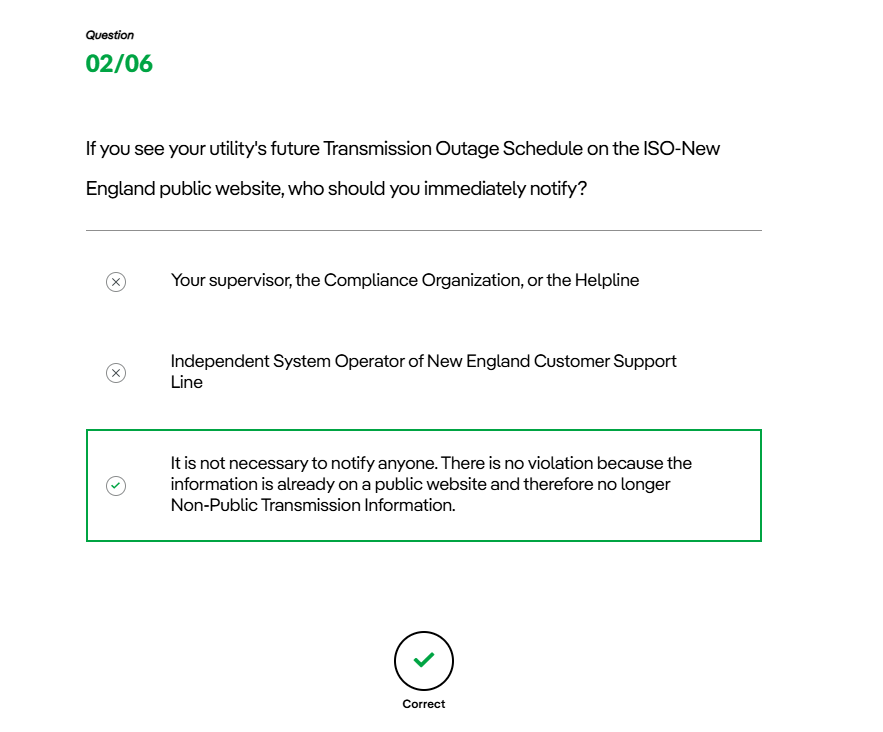 Question
02/06
If you see your utility's future Transmission Outage Schedule on the ISO-New
England public website, who should you immediately notify?
Your supervisor, the Compliance Organization, or the Helpline
Independent System Operator of New England Customer Support
Line
It is not necessary to notify anyone. There is no violation because the
information is already on a public website and therefore no longer
Non-Public Transmission Information.
Correct